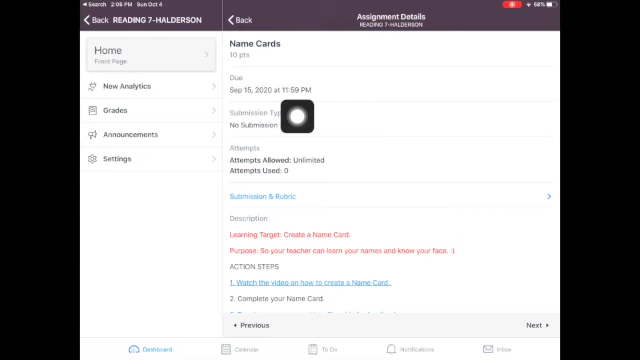 Search 2:05 PM Sun Oct 4
58%
Back READING 7-HALDERSON
Back
Assignment Details
READING 7-HALDERSON
Home
Front Page
New Analytics
Grades
Announcements
Settings
Name Cards
10 pts
Due
Sep 15, 2020 at 11:59 PM
Submission Typ
No Submission
Attempts
Attempts Allowed: Unlimited
Attempts Used: 0
Submission & Rubric
Description
Learning Target: Create a Name Card.
Purpose: So your teacher can learn your names and know your face. :)
ACTION STEPS
1. Watch the video on how to create a Name Card.
2. Complete your Name Card.
Previous
Next
Dashboard
Calendar
To Do
Notifications
Inbox